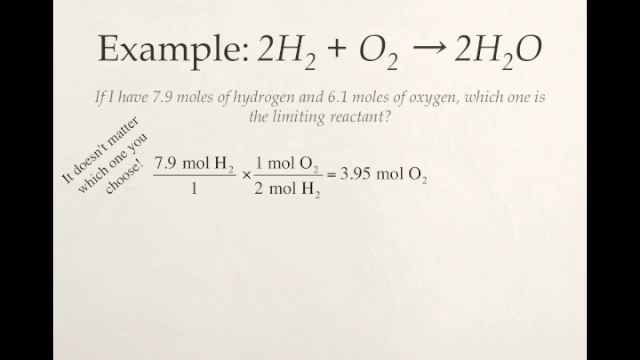 Example: 2H₂ + O₂ → 2H₂O
If I have 7.9 moles of hydrogen and 6.1 moles of oxygen, which one is
the limiting reactant?
It doesn't matter
which one you
choose!
7.9 mol H₂ / 1 × 1 mol O₂ / 2 mol H₂ = 3.95 mol O₂